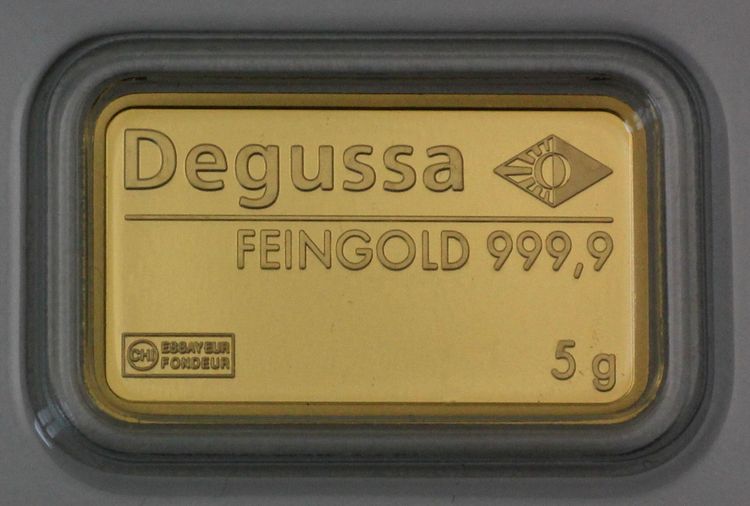 Degussa
FEINGOLD 999,9
CHI ESSAYEUR
FONDEUR
5 g